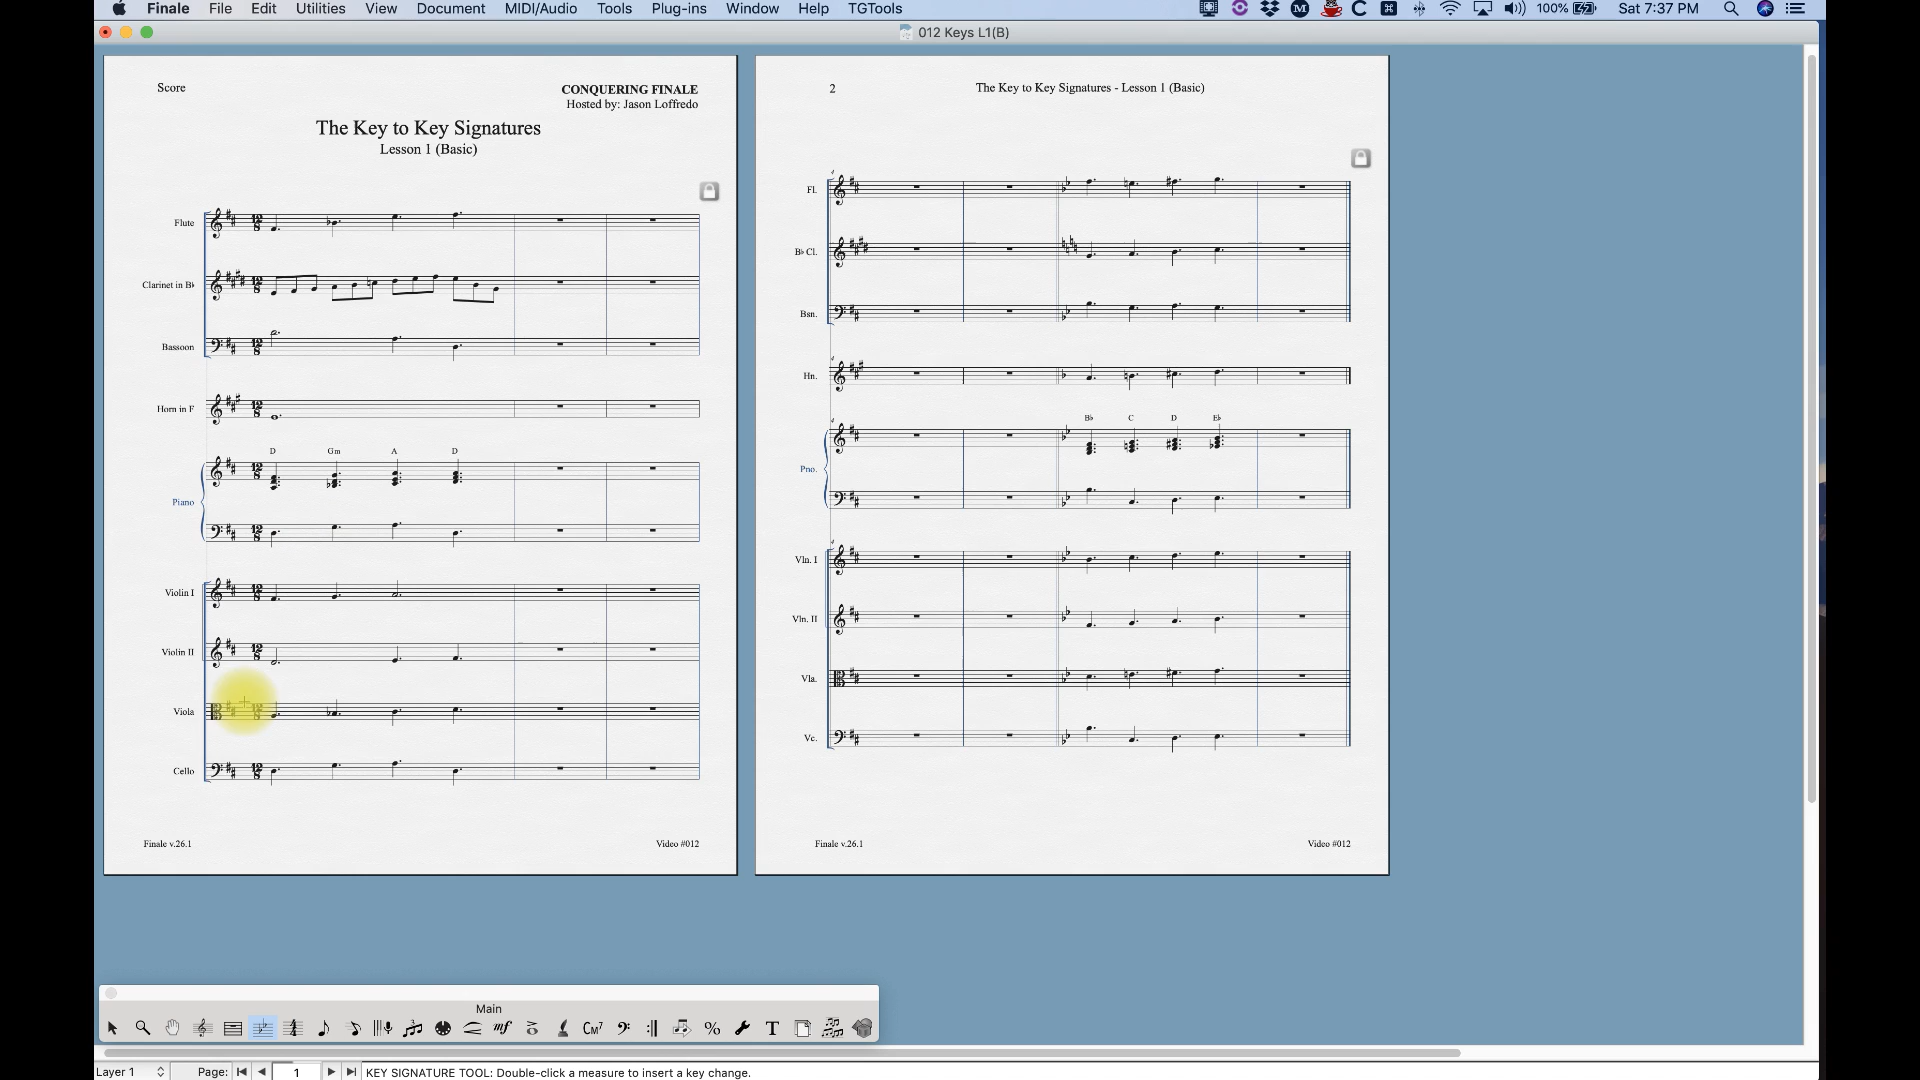 Finale File Edit Utilities View Document MIDI/Audio Tools Plug-ins Window Help TGTools 100% Sat 7:37 PM
012 Keys L1(B)
Score
CONQUERING FINALE
Hosted by: Jason Loffredo
The Key to Key Signatures
Lesson 1 (Basic)
Flute
Clarinet in B♭
Bassoon
Horn in F
D Gm A D
Piano
Violin I
Violin II
Viola
Cello
Finale v.26.1
Video #012
2
The Key to Key Signatures - Lesson 1 (Basic)
Fl.
B♭ Cl.
Bsn.
Hn.
B♭ C D E♭
Pno.
Vln. I
Vln. II
Vla.
Vc.
Finale v.26.1
Video #012
Main
Layer 1 Page: 1 KEY SIGNATURE TOOL: Double-click a measure to insert a key change.